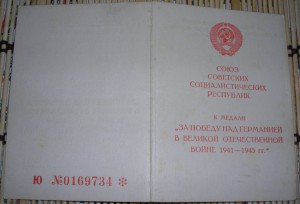 СОЮЗ
СОВЕТСКИХ
СОЦИАЛИСТИЧЕСКИХ
РЕСПУБЛИК
К МЕДАЛИ
„ЗА ПОБЕДУ НАД ГЕРМАНИЕЙ
В ВЕЛИКОЙ ОТЕЧЕСТВЕННОЙ
ВОЙНЕ 1941—1945 гг."
Ю №0169734 *